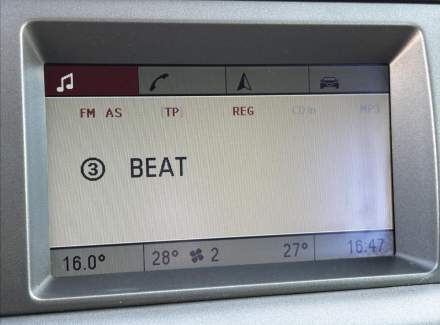 FM AS [TP] REG CD In MP3
3 BEAT
16.0° 28° 2 27° 16:47